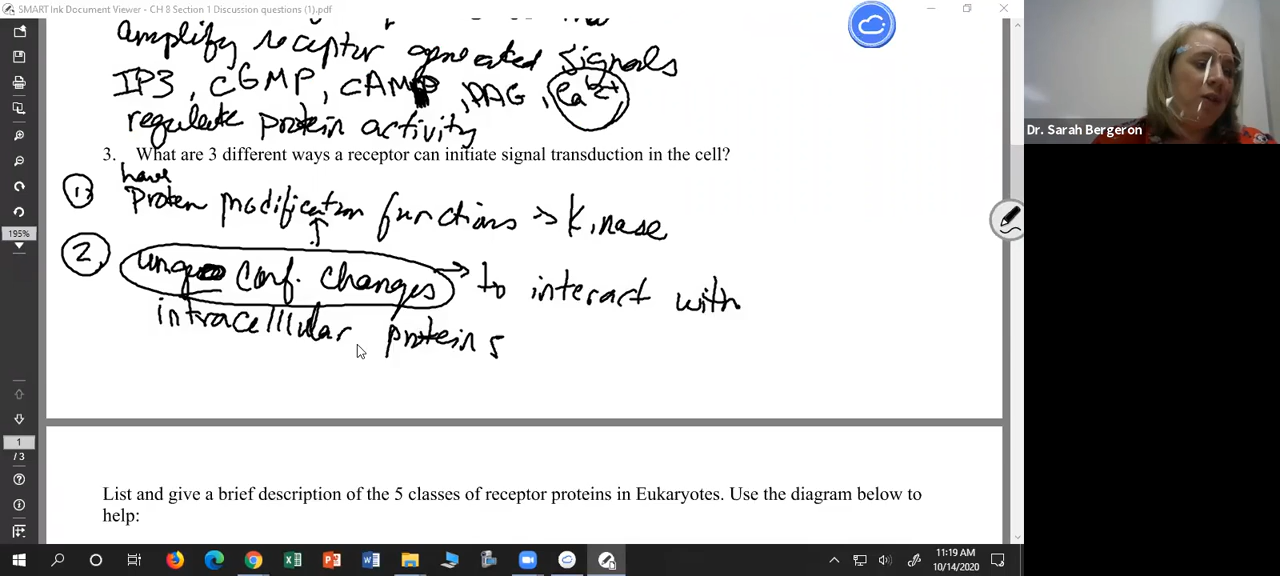 SMART Ink Document Viewer - CH 8 Section 1 Discussion questions (1).pdf
amplify receptor generated signals
IP3, cGMP, cAMP, DAG, Ca2+
regulate protein activity
3. What are 3 different ways a receptor can initiate signal transduction in the cell?
have
① Protein modification functions → kinase
② conf. changes → to interact with
intracelllular proteins
List and give a brief description of the 5 classes of receptor proteins in Eukaryotes. Use the diagram below to
help:
Dr. Sarah Bergeron
195%
1
/ 3
11:19 AM
10/14/2020